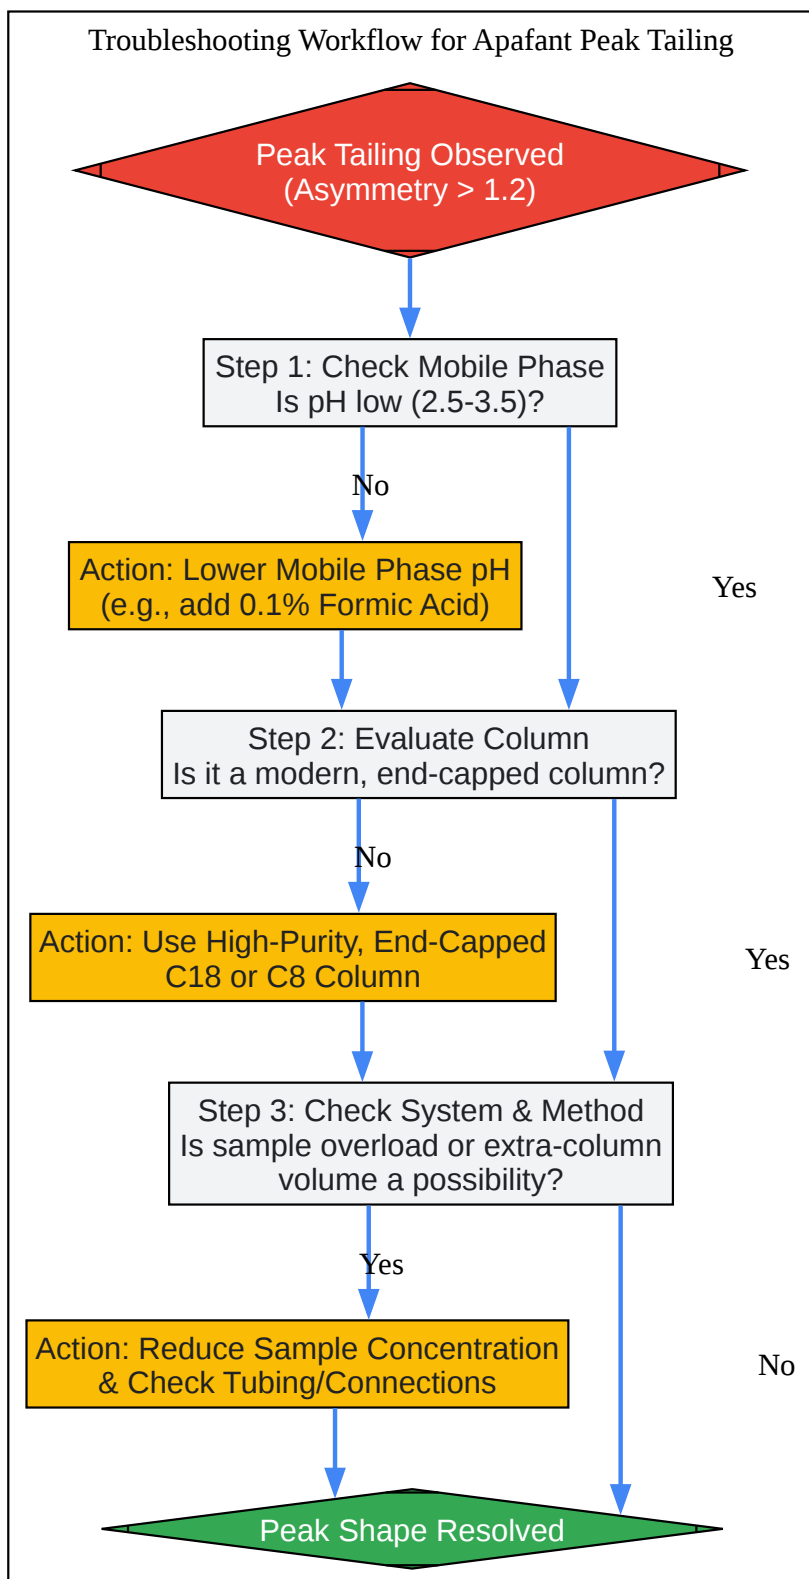 Troubleshooting Workflow for Apafant Peak Tailing
Peak Tailing Observed
(Asymmetry > 1.2)
Step 1: Check Mobile Phase
Is pH low (2.5-3.5)?
No
Action: Lower Mobile Phase pH
(e.g., add 0.1% Formic Acid)
Yes
Step 2: Evaluate Column
Is it a modern, end-capped column?
No
Action: Use High-Purity, End-Capped
C18 or C8 Column
Yes
Step 3: Check System & Method
Is sample overload or extra-column
volume a possibility?
Yes
Action: Reduce Sample Concentration
& Check Tubing/Connections
No
Peak Shape Resolved